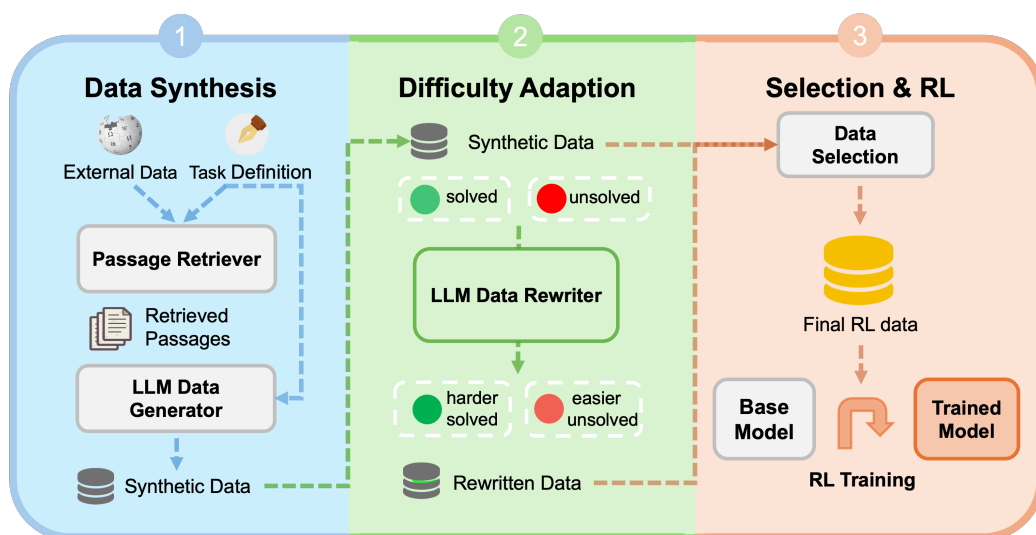 1
Data Synthesis
External Data
Task Definition
Passage Retriever
Retrieved
Passages
LLM Data
Generator
Synthetic Data
2
Difficulty Adaption
Synthetic Data
solved
unsolved
LLM Data Rewriter
harder
solved
easier
unsolved
Rewritten Data
3
Selection & RL
Data
Selection
Final RL data
Base
Model
Trained
Model
RL Training